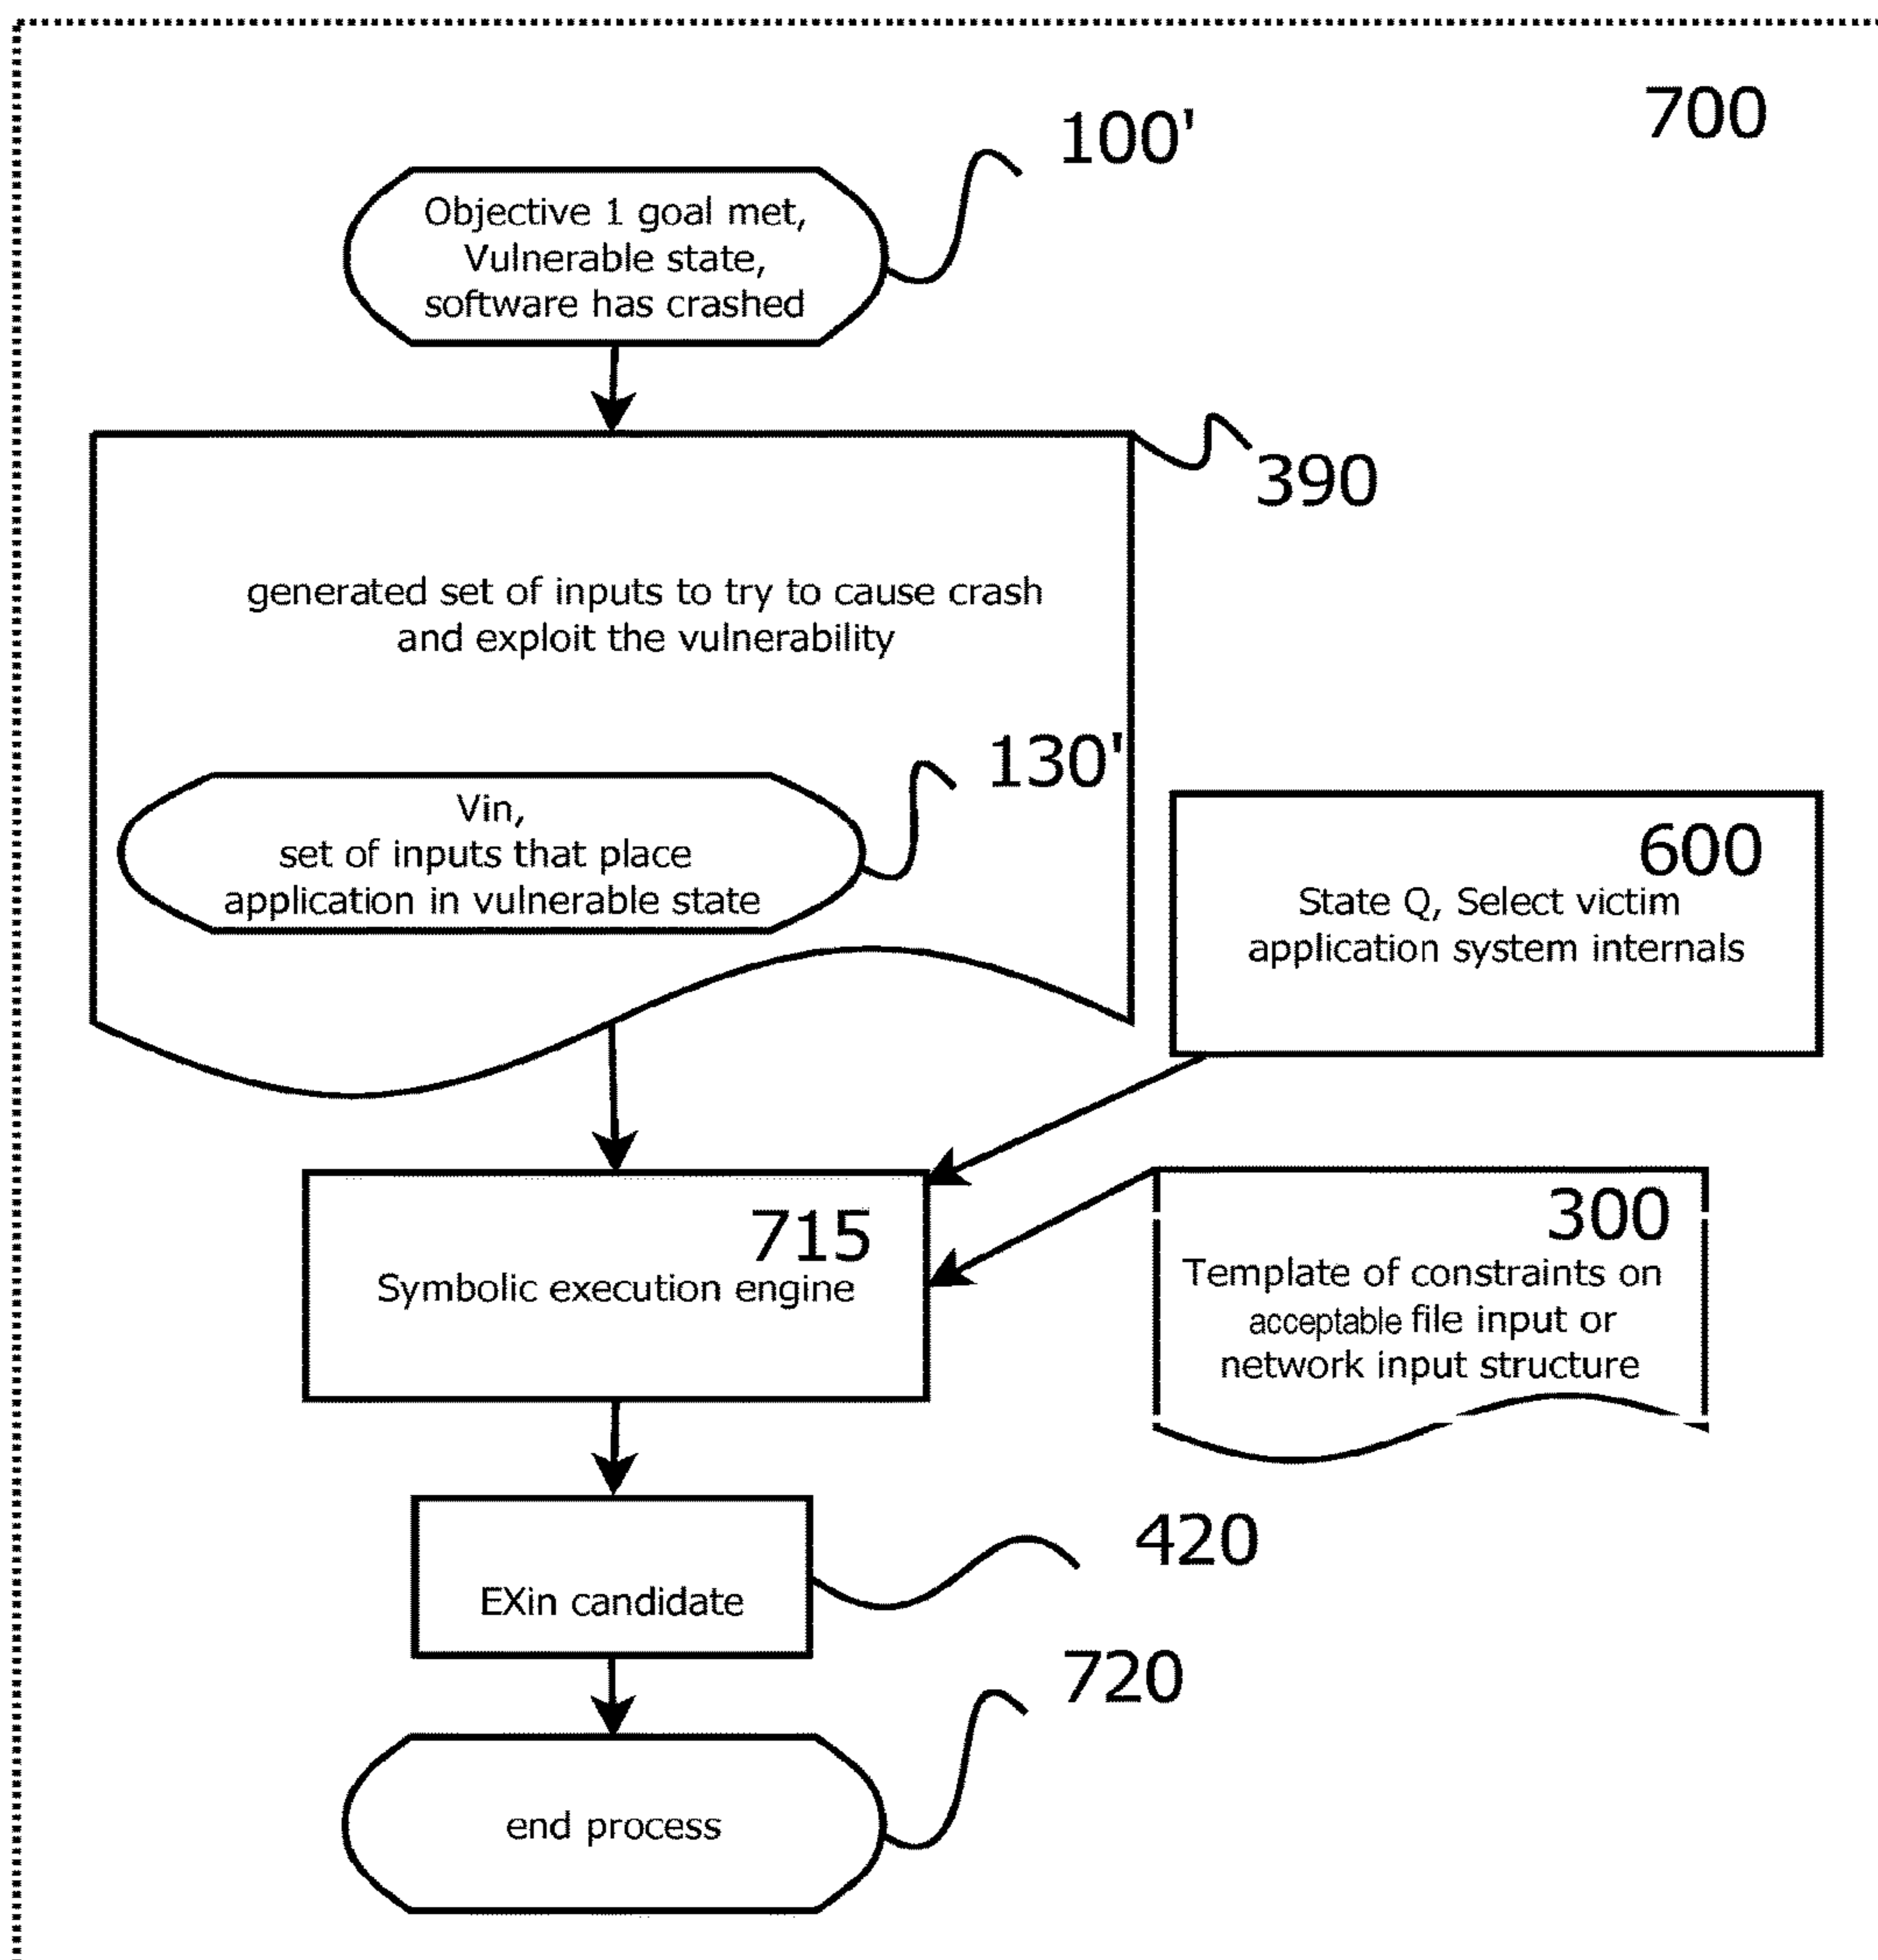 700
100'
Objective 1 goal met,
Vulnerable state,
software has crashed
390
generated set of inputs to try to cause crash
and exploit the vulnerability
130'
Vin,
set of inputs that place
application in vulnerable state
600
State Q, Select victim
application system internals
715
Symbolic execution engine
300
Template of constraints on
acceptable file input or
network input structure
420
EXin candidate
720
end process